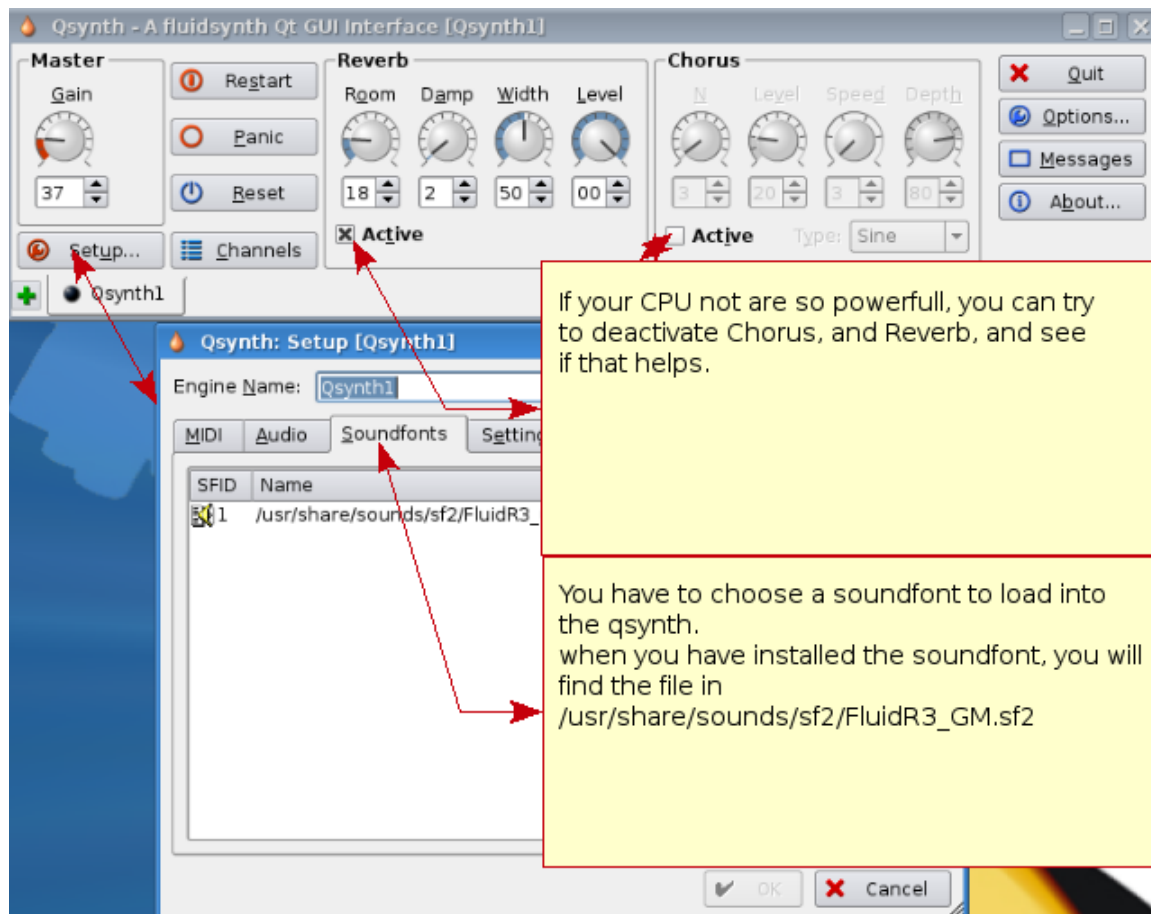 Qsynth - A fluidsynth Qt GUI Interface [Qsynth1]
Master
Gain
37
Setup...
Restart
Panic
Reset
Channels
Reverb
Room Damp Width Level
18 2 50 00
Active
Chorus
N Level Speed Depth
3 20 3 80
Active Type: Sine
Quit
Options...
Messages
About...
Qsynth1
Qsynth: Setup [Qsynth1]
Engine Name: Qsynth1
MIDI Audio Soundfonts Setting
SFID Name
1 /usr/share/sounds/sf2/FluidR3_
If your CPU not are so powerfull, you can try
to deactivate Chorus, and Reverb, and see
if that helps.
You have to choose a soundfont to load into
the qsynth.
when you have installed the soundfont, you will
find the file in
/usr/share/sounds/sf2/FluidR3_GM.sf2
OK Cancel